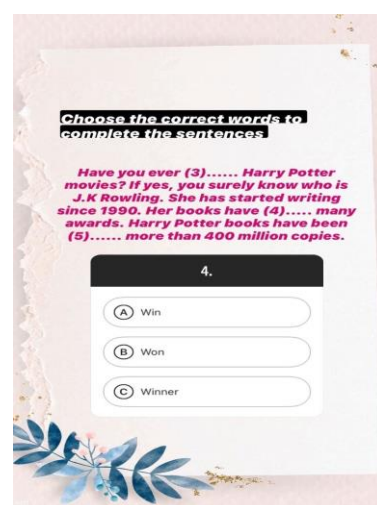 Choose the correct words to
complete the sentences
Have you ever (3)...... Harry Potter
movies? If yes, you surely know who is
J.K Rowling. She has started writing
since 1990. Her books have (4)..... many
awards. Harry Potter books have been
(5)...... more than 400 million copies.
4.
A Win
B Won
C Winner